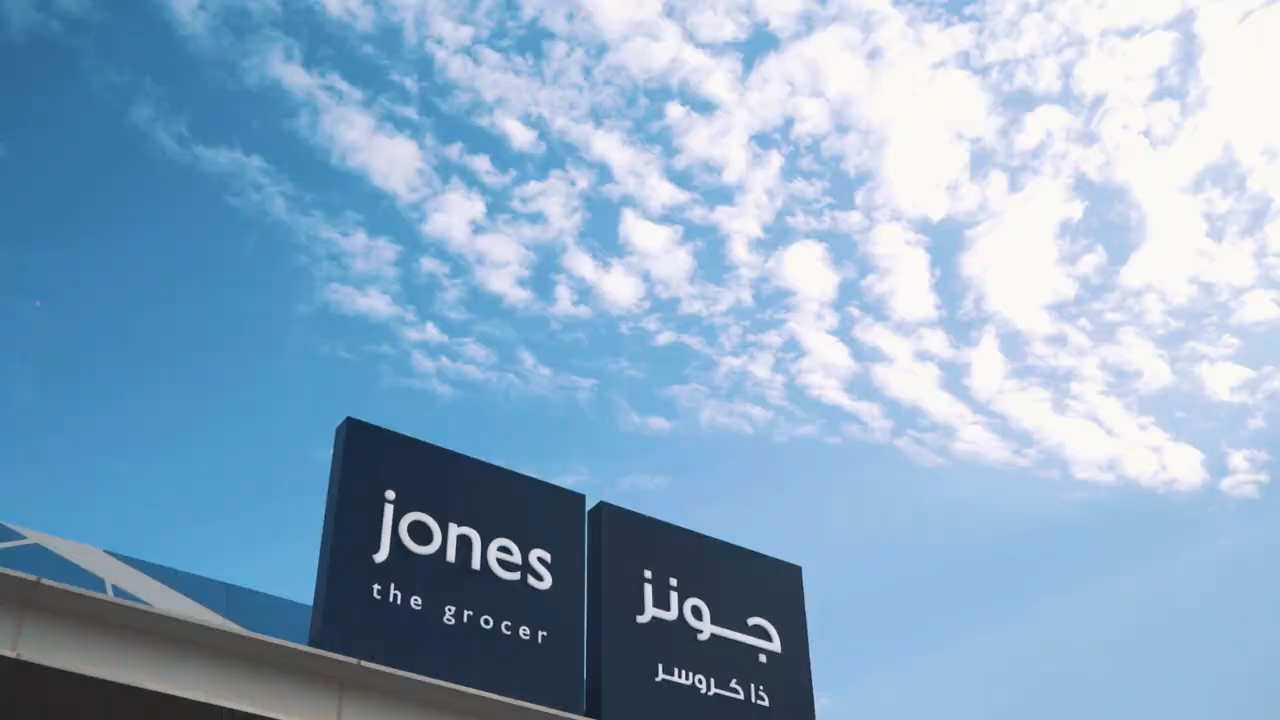 jones
the grocer
جونز
ذا كروسر